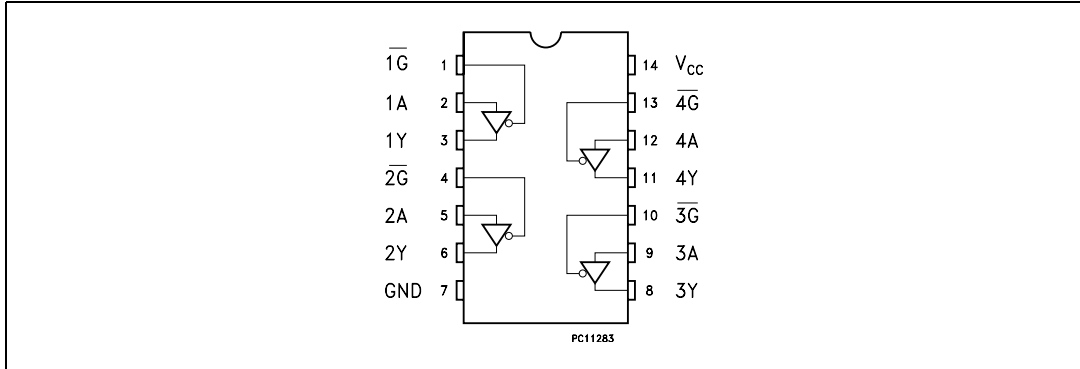 1G̅ 1 14 VCC
1A 2 13 4G̅
1Y 3 12 4A
2G̅ 4 11 4Y
2A 5 10 3G̅
2Y 6 9 3A
GND 7 8 3Y
PC11283